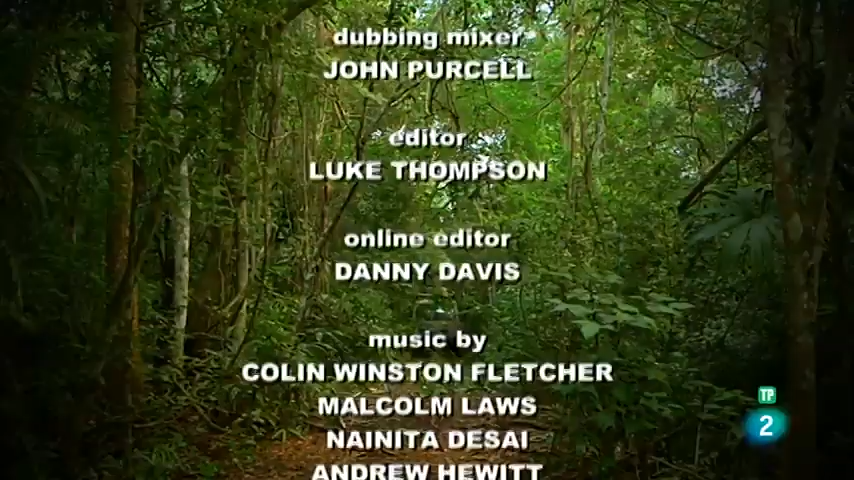 dubbing mixer
JOHN PURCELL
editor
LUKE THOMPSON
online editor
DANNY DAVIS
music by
COLIN WINSTON FLETCHER
MALCOLM LAWS
NAINITA DESAI
ANDREW HEWITT
TP
2